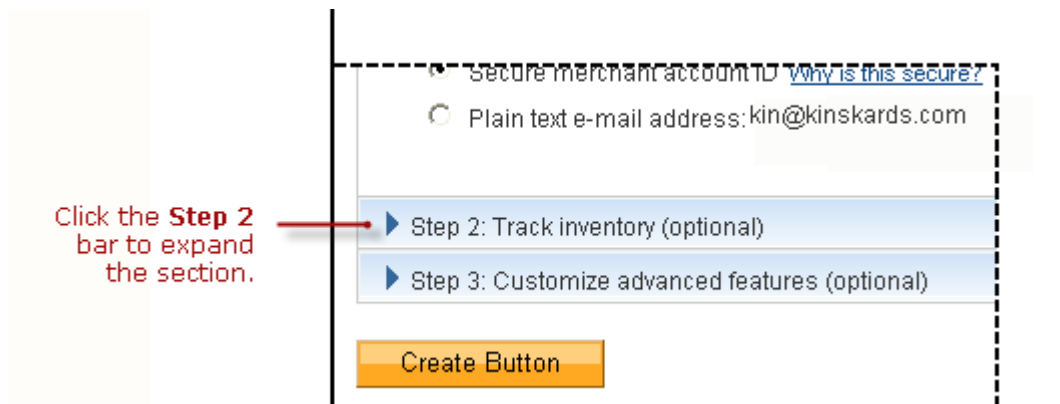 Secure merchant account ID Why is this secure?
Plain text e-mail address: kin@kinskards.com
Click the Step 2
bar to expand
the section.
Step 2: Track inventory (optional)
Step 3: Customize advanced features (optional)
Create Button